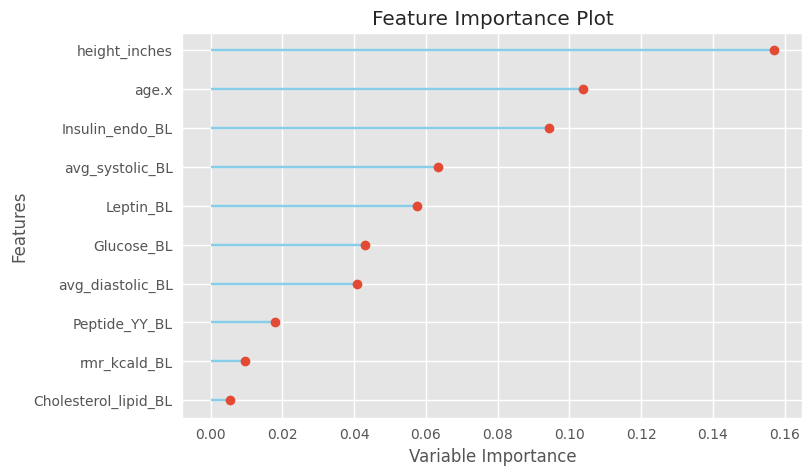 Feature Importance Plot
height_inches
age.x
Insulin_endo_BL
avg_systolic_BL
Leptin_BL
Glucose_BL
avg_diastolic_BL
Peptide_YY_BL
rmr_kcald_BL
Cholesterol_lipid_BL
Features
0.00 0.02 0.04 0.06 0.08 0.10 0.12 0.14 0.16
Variable Importance